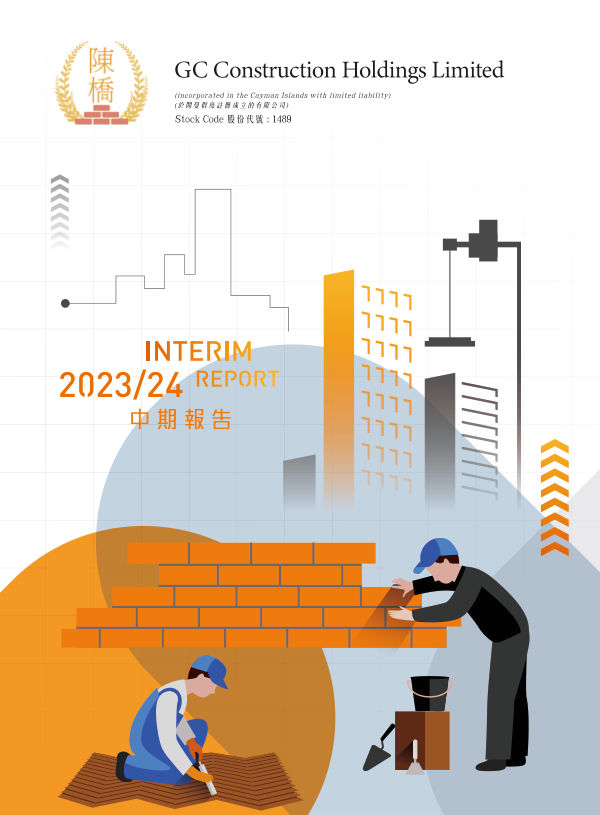 陳橋
GC Construction Holdings Limited
(incorporated in the Cayman Islands with limited liability)
(於開曼群島註冊成立的有限公司)
Stock Code 股份代號：1489
INTERIM
2023/24 REPORT
中期報告